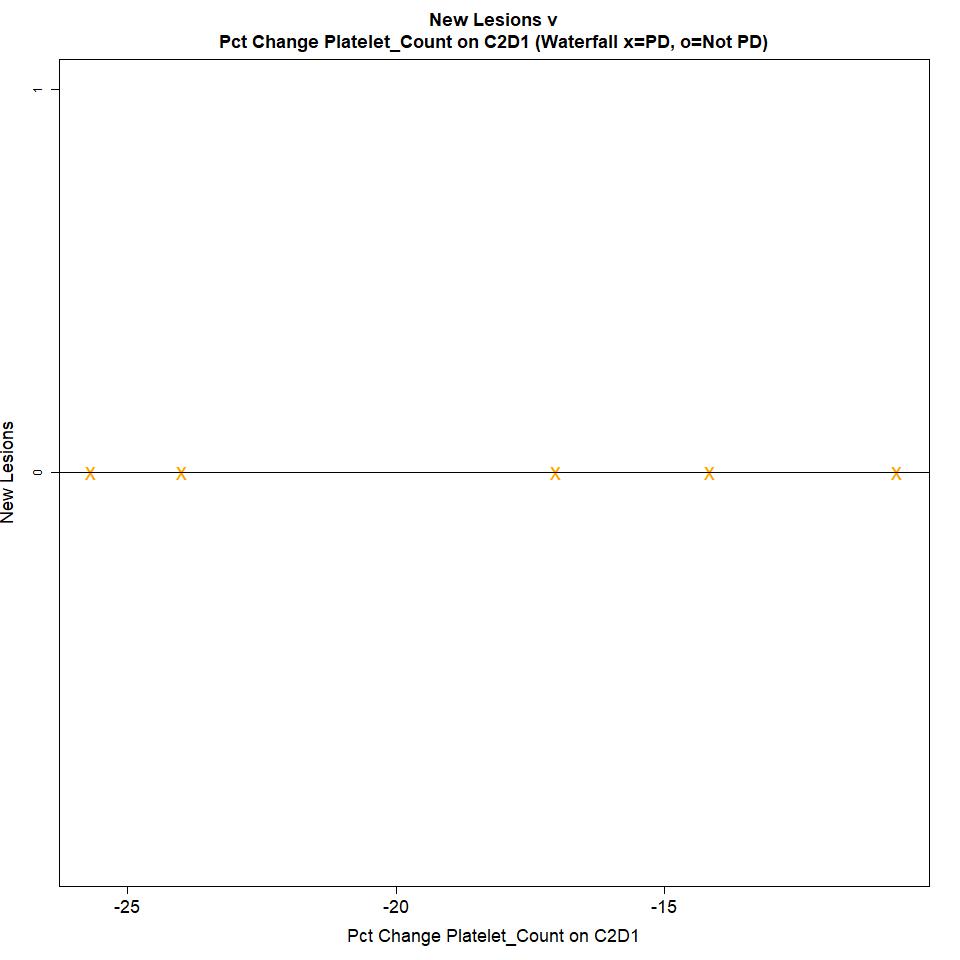 New Lesions v
Pct Change Platelet_Count on C2D1 (Waterfall x=PD, o=Not PD)
1
New Lesions
0
x x x x x
-25 -20 -15
Pct Change Platelet_Count on C2D1